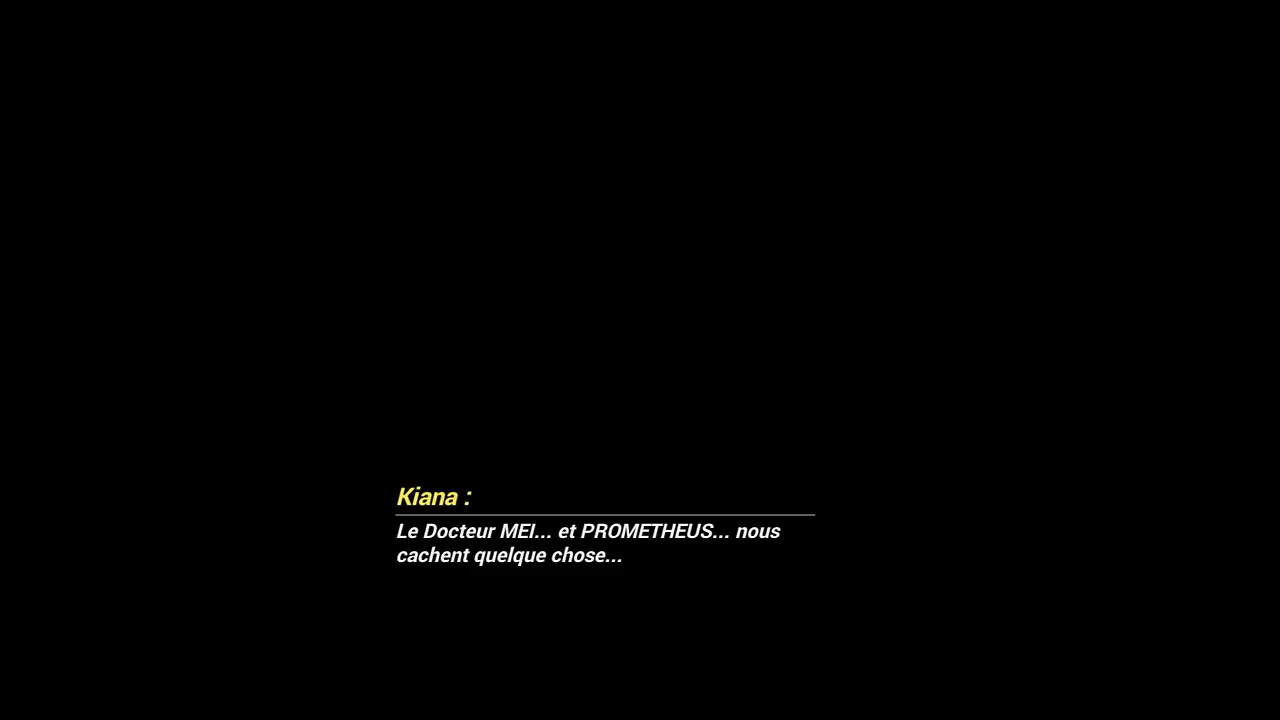 Kiana :
Le Docteur MEI... et PROMETHEUS... nous
cachent quelque chose...